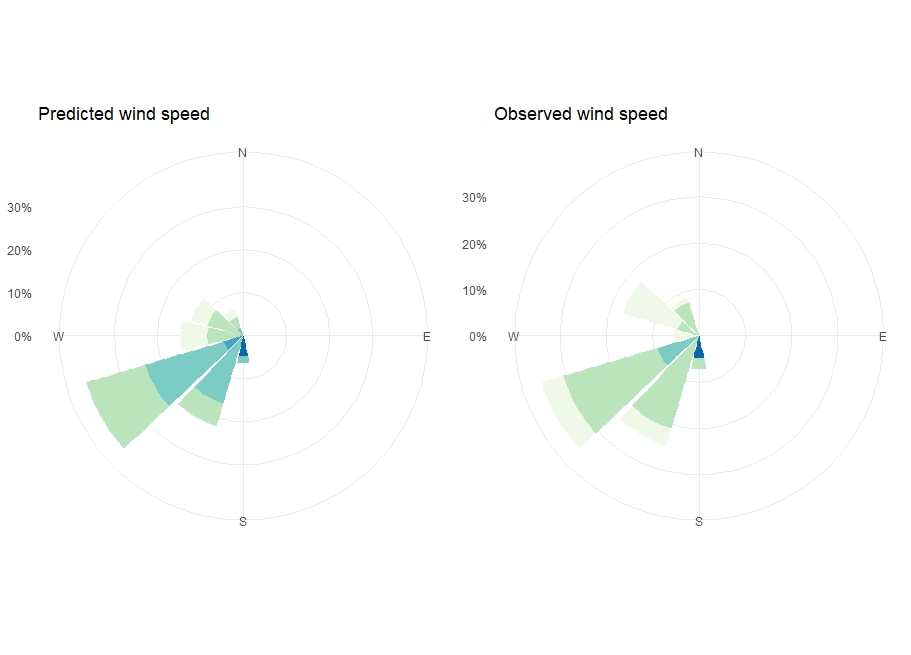 Predicted wind speed
N
30%
20%
10%
0%
W
E
S
Observed wind speed
N
30%
20%
10%
0%
W
E
S